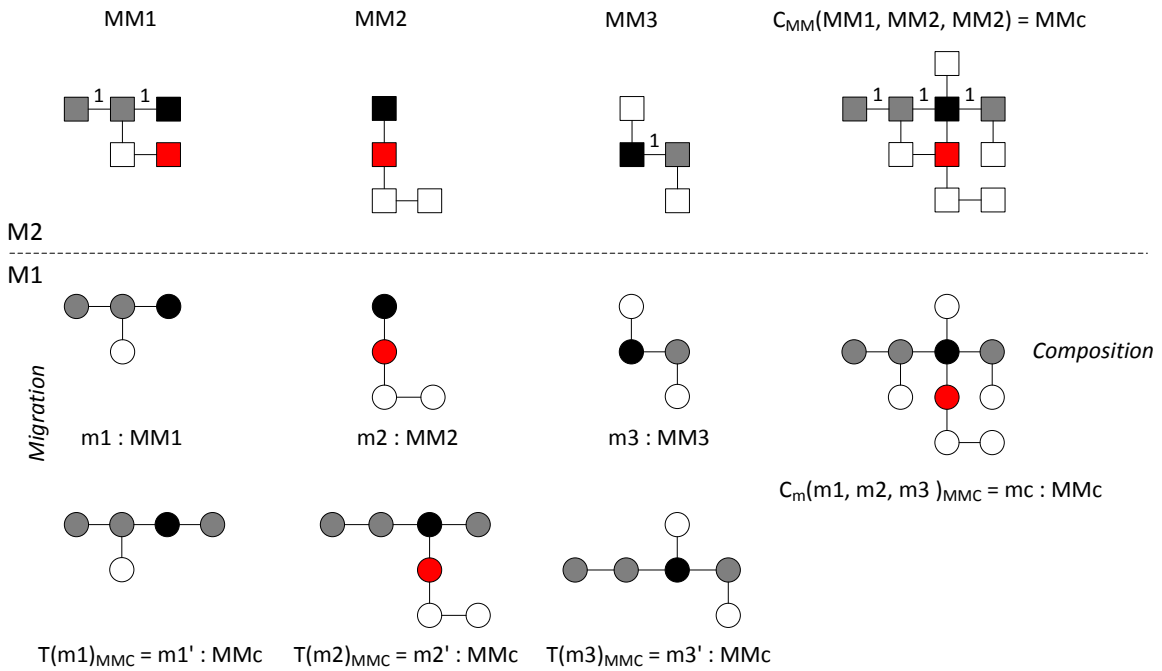 MM1 MM2 MM3 C_MM(MM1, MM2, MM2) = MMc
1 1 1 1 1 1
M2
M1
Migration
Composition
m1 : MM1 m2 : MM2 m3 : MM3
C_m(m1, m2, m3 )_MMC = mc : MMc
T(m1)_MMC = m1' : MMc T(m2)_MMC = m2' : MMc T(m3)_MMC = m3' : MMc